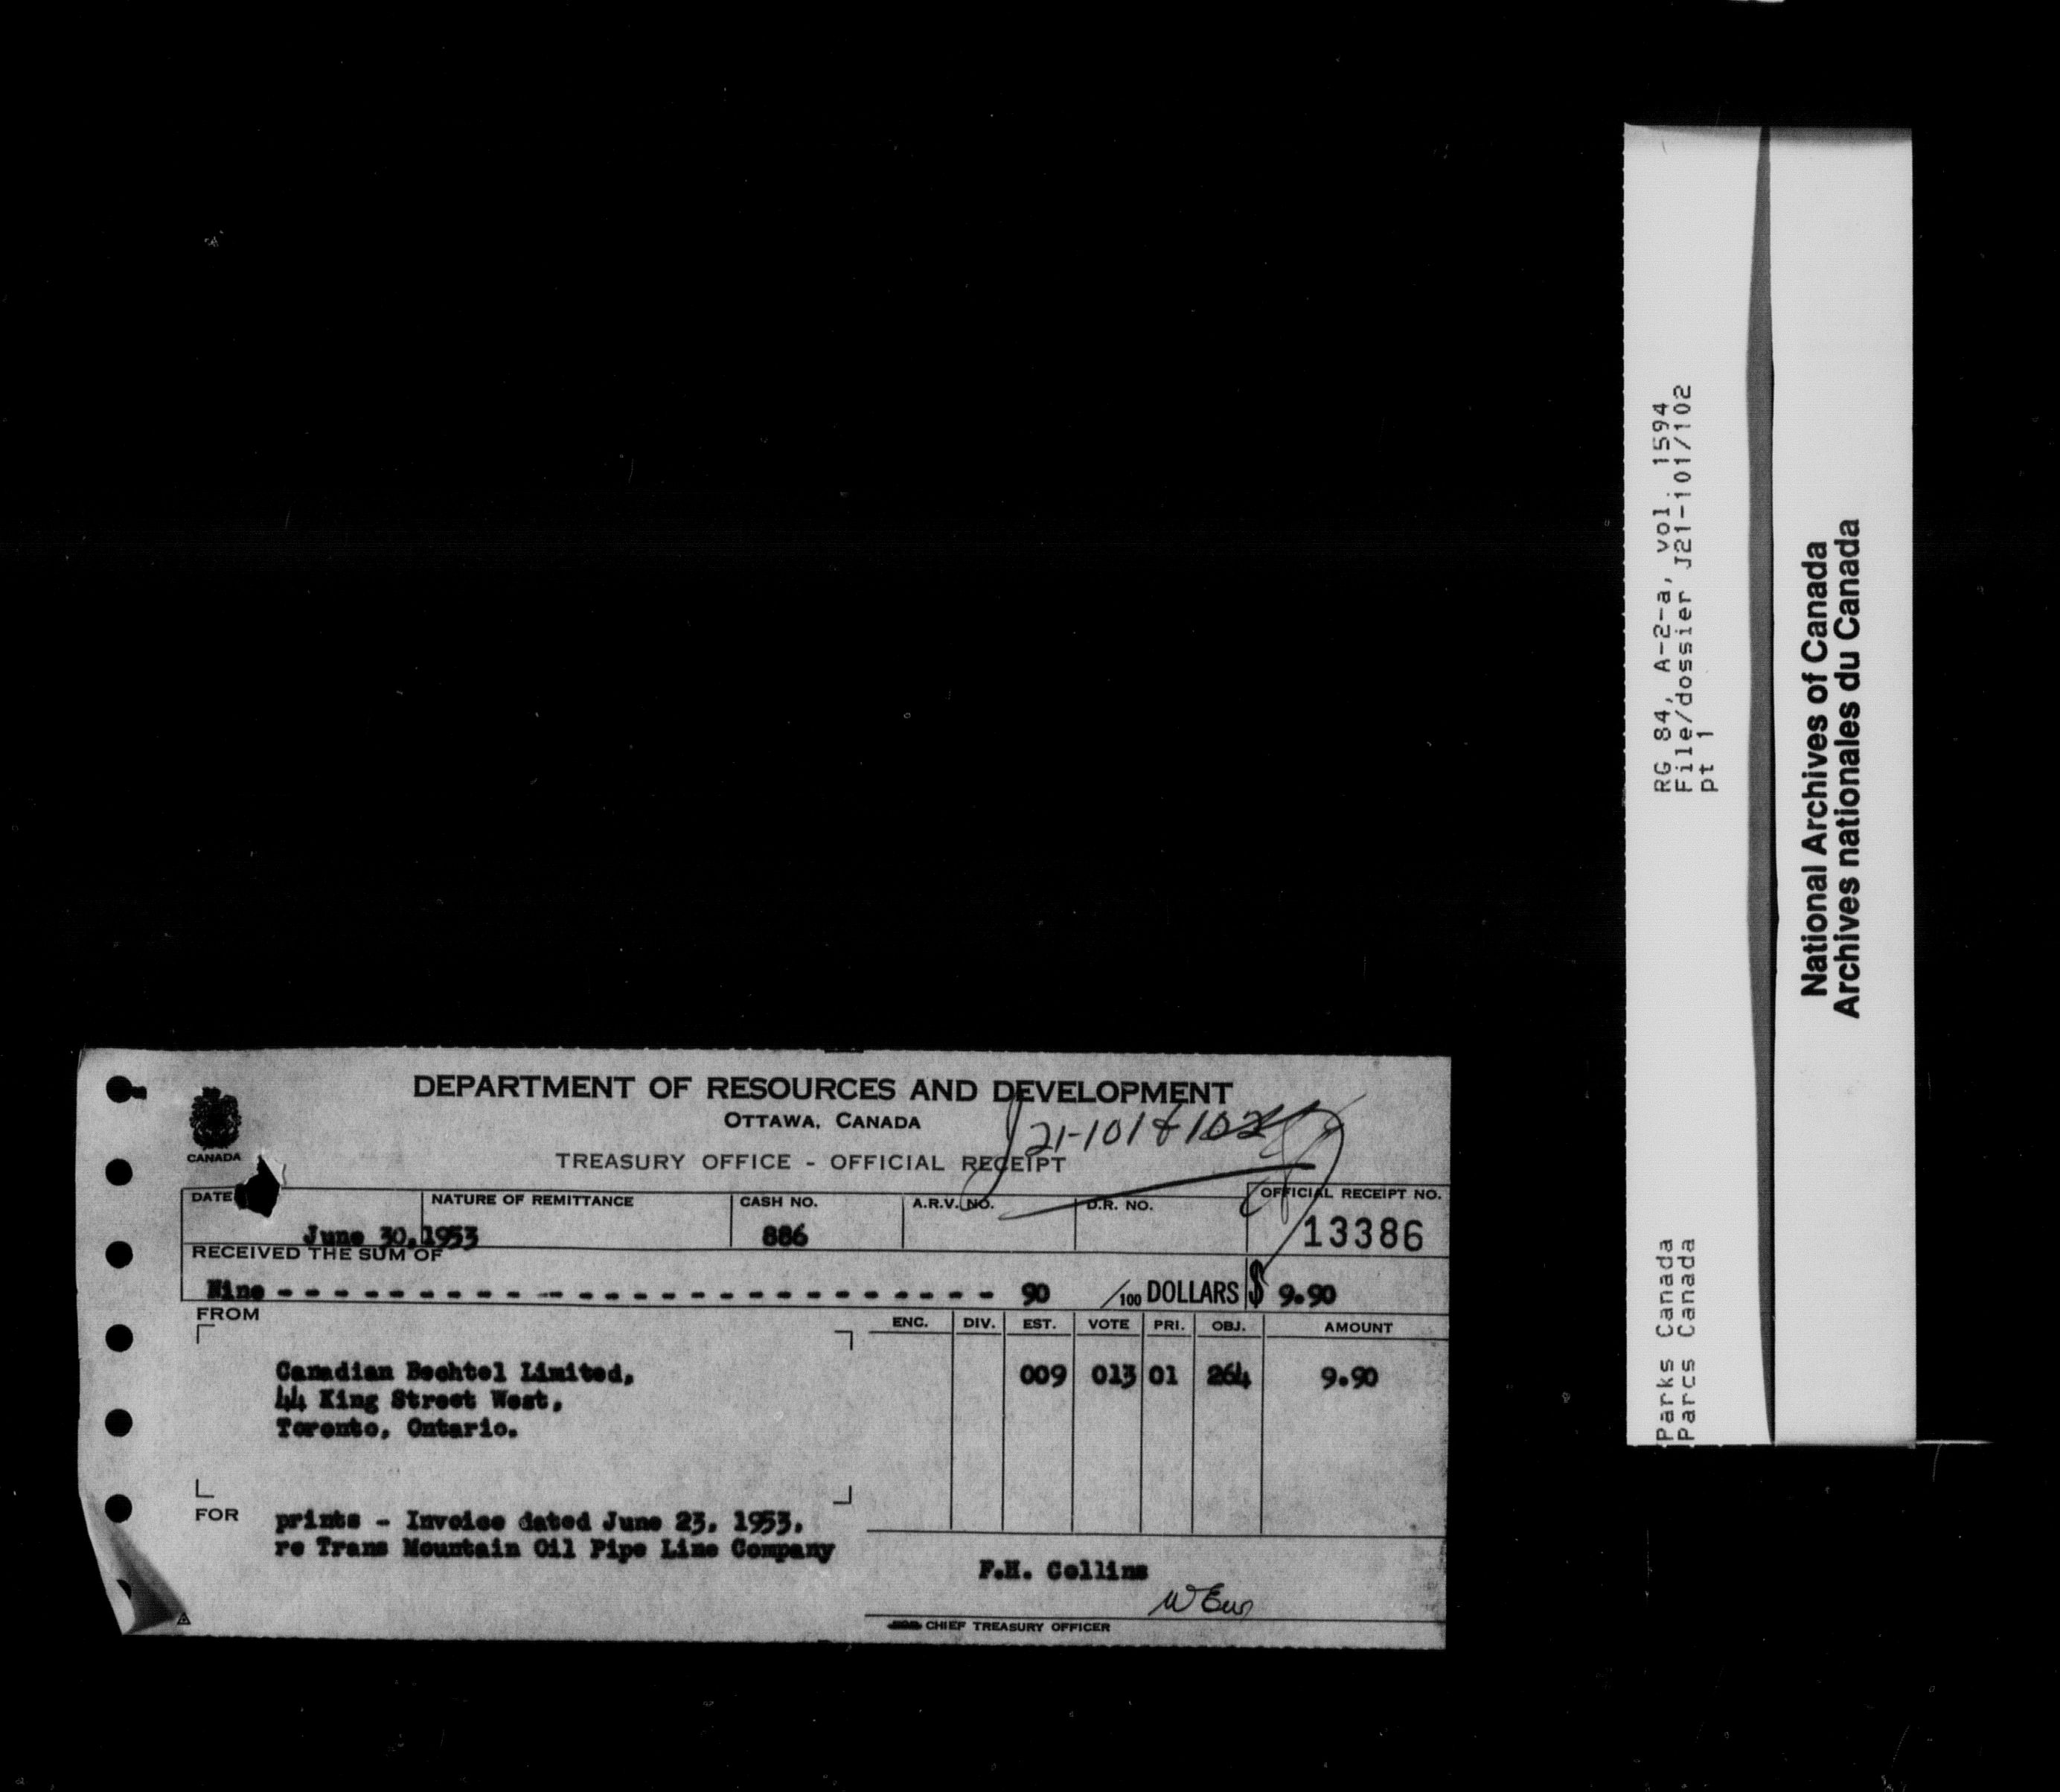 DEPARTMENT OF RESOURCES AND DEVELOPMENT
OTTAWA, CANADA
J21-101 & 102
CANADA
TREASURY OFFICE - OFFICIAL RECEIPT
DATE NATURE OF REMITTANCE CASH NO. A.R.V. NO. D.R. NO. OFFICIAL RECEIPT NO.
June 30, 1953 886 13386
RECEIVED THE SUM OF
Nine - - - - - - - - - - - - - - - - - - - - - - - - - - 90 /100 DOLLARS $ 9.90
FROM
ENC. DIV. EST. VOTE PRI. OBJ. AMOUNT
Canadian Bechtel Limited, 009 013 01 264 9.90
44 King Street West,
Toronto, Ontario.
FOR prints - Invoice dated June 23, 1953,
re Trans Mountain Oil Pipe Line Company
F.H. Collins
CHIEF TREASURY OFFICER
RG 84, A-2-a, vol. 1594
File/dossier J21-101/102
pt 1
Parks Canada
Parcs Canada
National Archives of Canada
Archives nationales du Canada